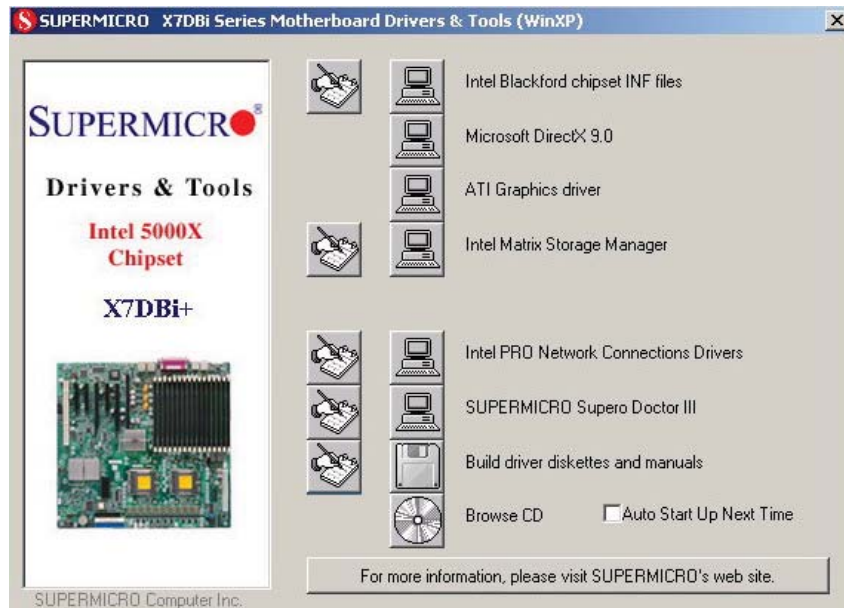 SUPERMICRO X7DBi Series Motherboard Drivers & Tools (WinXP)
SUPERMICRO®
Drivers & Tools
Intel 5000X
Chipset
X7DBi+
SUPERMICRO Computer Inc.
Intel Blackford chipset INF files
Microsoft DirectX 9.0
ATI Graphics driver
Intel Matrix Storage Manager
Intel PRO Network Connections Drivers
SUPERMICRO Supero Doctor III
Build driver diskettes and manuals
Browse CD
Auto Start Up Next Time
For more information, please visit SUPERMICRO's web site.